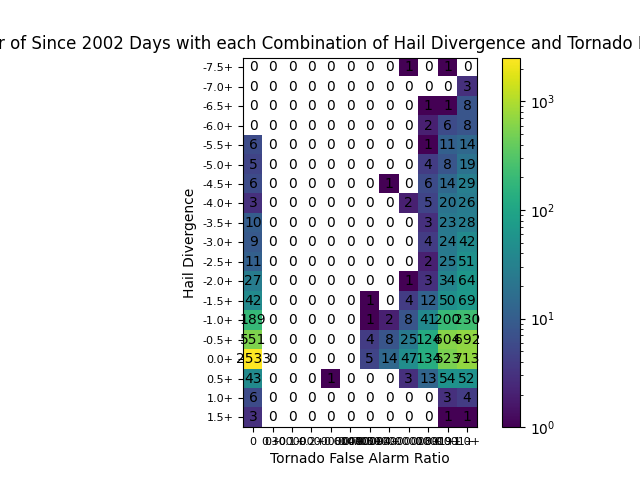 r of Since 2002 Days with each Combination of Hail Divergence and Tornado
-7.5+ 0 0 0 0 0 0 0 0 1 0 1 0
-7.0+ 0 0 0 0 0 0 0 0 0 0 0 3
-6.5+ 0 0 0 0 0 0 0 0 0 1 1 8
-6.0+ 0 0 0 0 0 0 0 0 0 2 6 8
-5.5+ 6 0 0 0 0 0 0 0 0 1 11 14
-5.0+ 5 0 0 0 0 0 0 0 0 4 8 19
-4.5+ 6 0 0 0 0 0 0 1 0 6 14 29
-4.0+ 3 0 0 0 0 0 0 0 2 5 20 26
-3.5+ 10 0 0 0 0 0 0 0 0 3 23 28
-3.0+ 9 0 0 0 0 0 0 0 0 4 24 42
-2.5+ 11 0 0 0 0 0 0 0 0 2 25 51
-2.0+ 27 0 0 0 0 0 0 0 1 3 34 64
-1.5+ 42 0 0 0 0 0 1 0 4 12 50 69
-1.0+ 189 0 0 0 0 0 1 2 8 41 200 230
-0.5+ 551 0 0 0 0 0 4 8 25 124 604 692
0.0+ 2533 0 0 0 0 0 5 14 47 134 523 713
0.5+ 43 0 0 0 1 0 0 0 3 13 54 52
1.0+ 6 0 0 0 0 0 0 0 0 0 3 4
1.5+ 3 0 0 0 0 0 0 0 0 0 1 1
Hail Divergence
Tornado False Alarm Ratio
10³
10²
10¹
10⁰